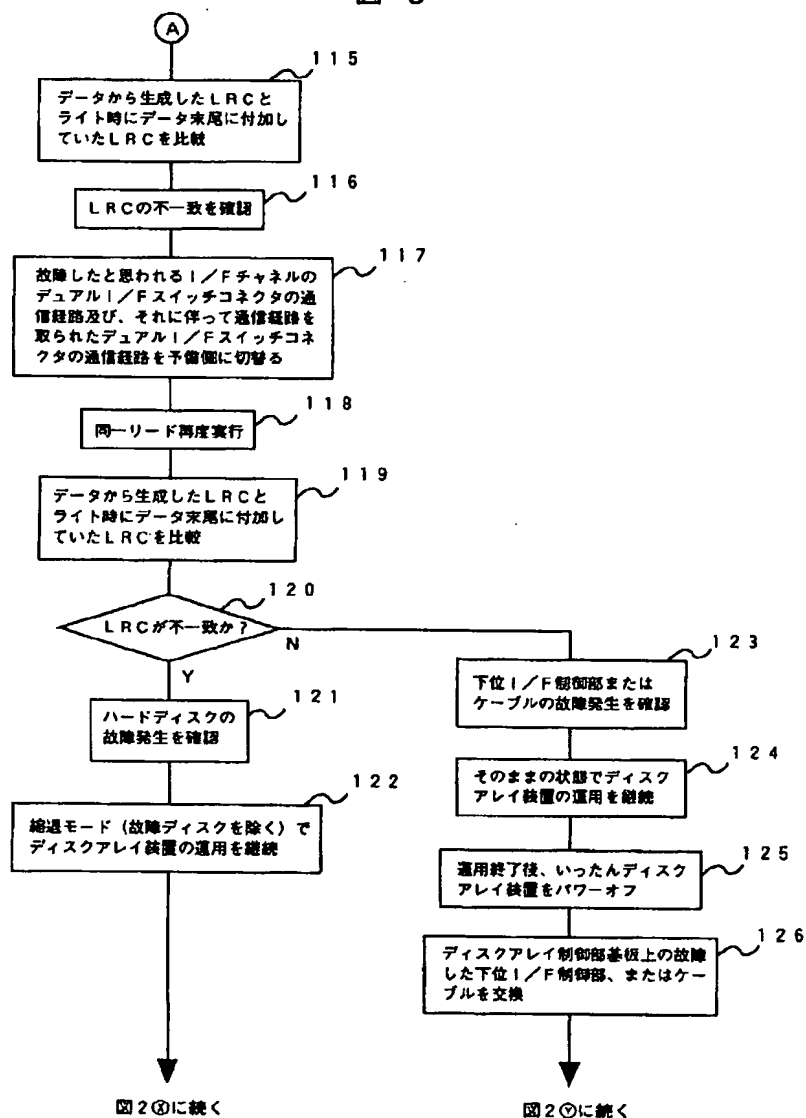 図
A
115
データから生成したLRCと
ライト時にデータ末尾に付加し
ていたLRCを比較
116
LRCの不一致を確認
117
故障したと思われるI/Fチャネルの
デュアルI/Fスイッチコネクタの通
信経路及び、それに伴って通信経路を
取られたデュアルI/Fスイッチコネ
クタの通信経路を予備側に切替る
118
同一リード再度実行
119
データから生成したLRCと
ライト時にデータ末尾に付加し
ていたLRCを比較
120
LRCが不一致か?
N
Y
121
ハードディスクの
故障発生を確認
122
縮退モード(故障ディスクを除く)で
ディスクアレイ装置の運用を継続
図2Ⓧに続く
123
下位I/F制御部または
ケーブルの故障発生を確認
124
そのままの状態でディスク
アレイ装置の運用を継続
125
運用終了後、いったんディスク
アレイ装置をパワーオフ
126
ディスクアレイ制御部基板上の故障
した下位I/F制御部、またはケー
ブルを交換
図2Ⓨに続く